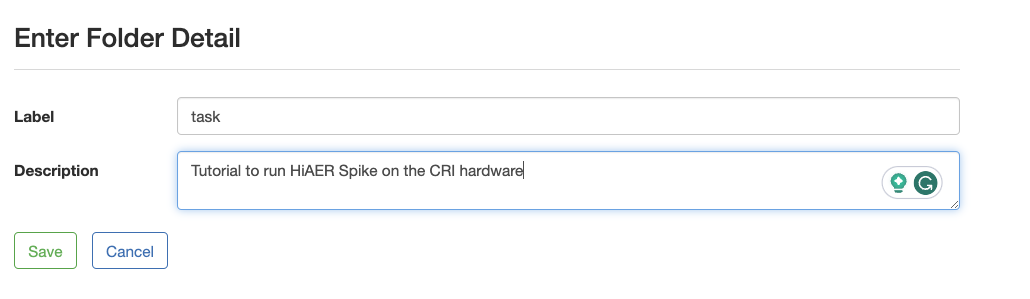 Enter Folder Detail
Label
task
Description
Tutorial to run HiAER Spike on the CRI hardware
Save
Cancel